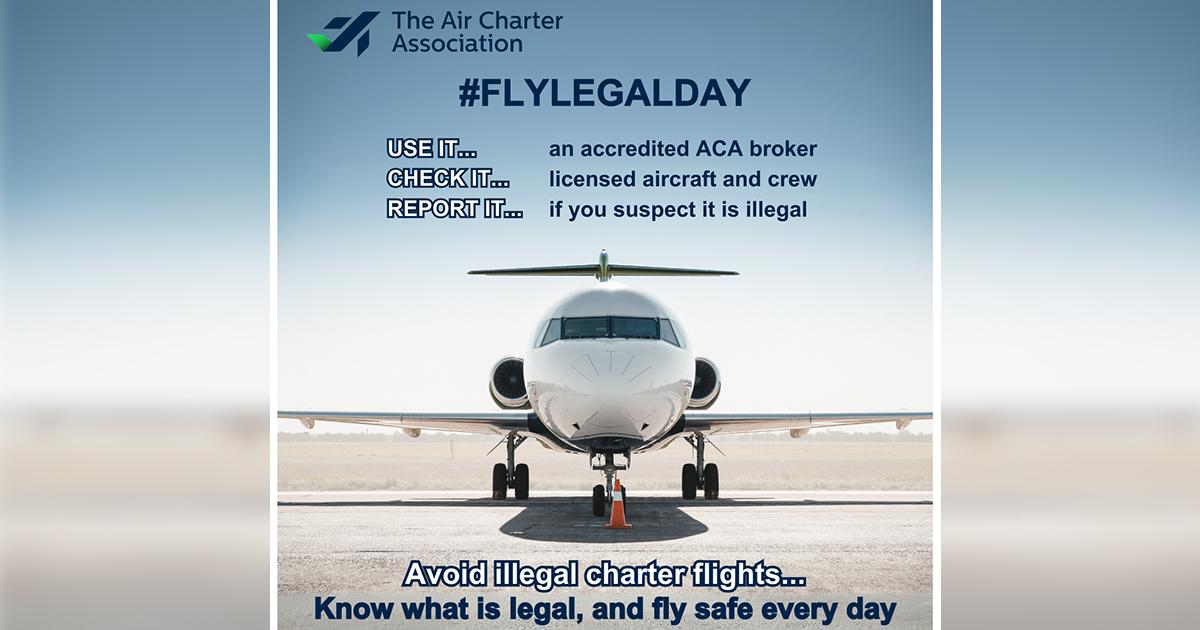 The Air Charter
Association
#FLYLEGALDAY
USE IT... an accredited ACA broker
CHECK IT... licensed aircraft and crew
REPORT IT... if you suspect it is illegal
Avoid illegal charter flights...
Know what is legal, and fly safe every day